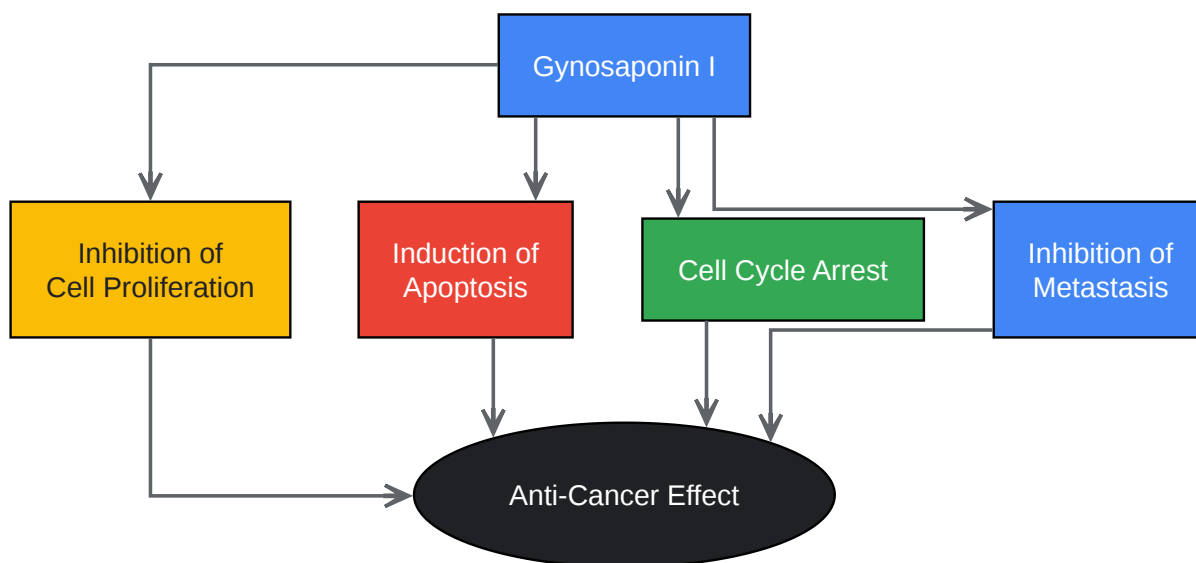 Gynosaponin I
Inhibition of
Cell Proliferation
Induction of
Apoptosis
Cell Cycle Arrest
Inhibition of
Metastasis
Anti-Cancer Effect